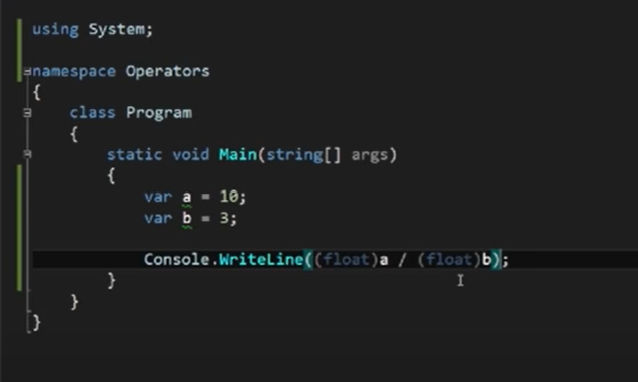 using System;
namespace Operators
{
class Program
{
static void Main(string[] args)
{
var a = 10;
var b = 3;
Console.WriteLine((float)a / (float)b);
}
}
}